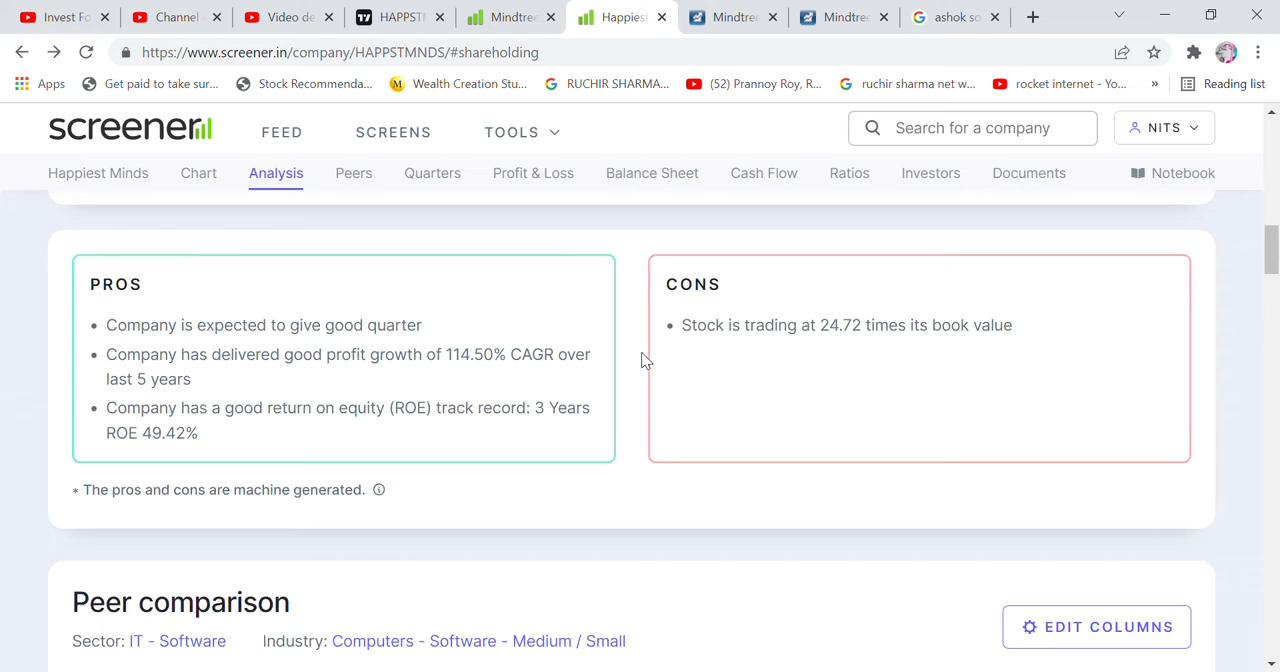 Invest Fo
Channel
Video de
HAPPST
Mindtree
Happiest
Mindtree
Mindtree
ashok so
https://www.screener.in/company/HAPPSTMNDS/#shareholding
Apps
Get paid to take sur...
Stock Recommenda...
Wealth Creation Stu...
RUCHIR SHARMA...
(52) Prannoy Roy, R...
ruchir sharma net w...
rocket internet - Yo...
»
Reading list
screener
FEED
SCREENS
TOOLS
Search for a company
NITS
Happiest Minds
Chart
Analysis
Peers
Quarters
Profit & Loss
Balance Sheet
Cash Flow
Ratios
Investors
Documents
Notebook
PROS
• Company is expected to give good quarter
• Company has delivered good profit growth of 114.50% CAGR over
last 5 years
• Company has a good return on equity (ROE) track record: 3 Years
ROE 49.42%
CONS
• Stock is trading at 24.72 times its book value
* The pros and cons are machine generated.
Peer comparison
Sector: IT - Software Industry: Computers - Software - Medium / Small
EDIT COLUMNS